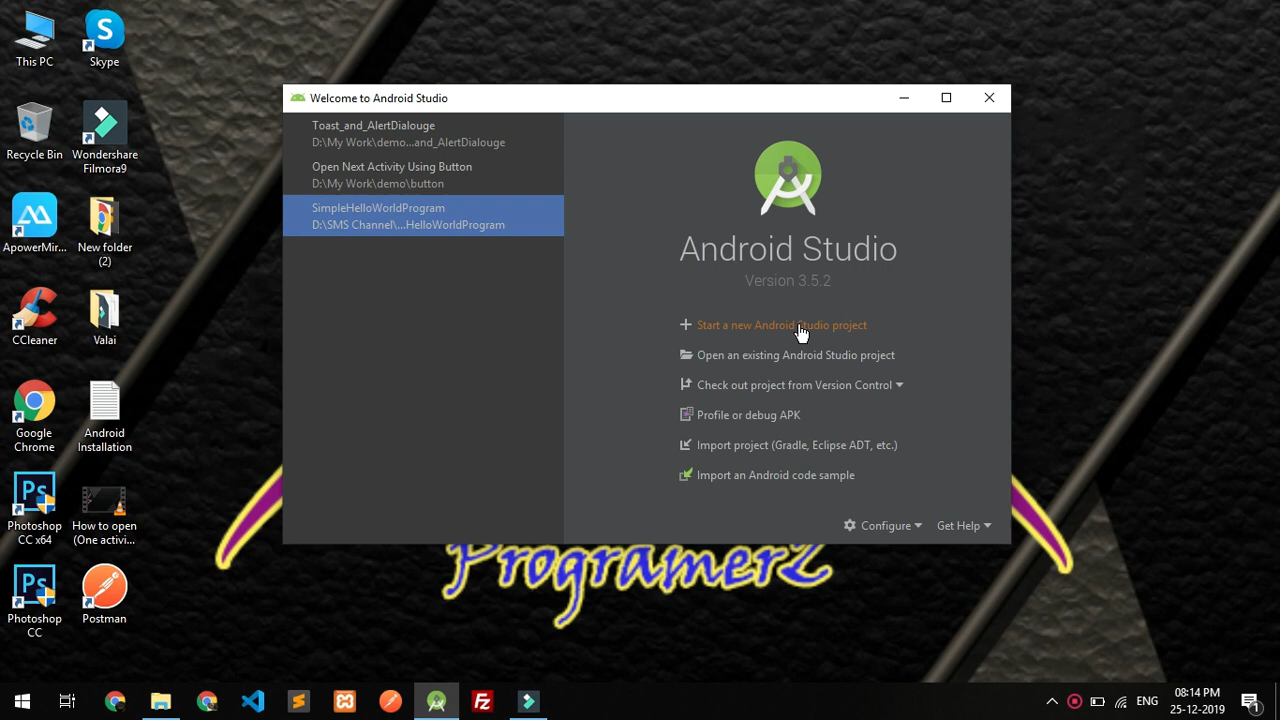 This PC
Skype
Recycle Bin
Wondershare
Filmora9
ApowerMir...
New folder
(2)
CCleaner
Valai
Google
Chrome
Android
Installation
Photoshop
CC x64
How to open
(One activi...
Photoshop
CC
Postman
Welcome to Android Studio
Toast_and_AlertDialouge
D:\My Work\demo...and_AlertDialouge
Open Next Activity Using Button
D:\My Work\demo\button
SimpleHelloWorldProgram
D:\SMS Channel\...HelloWorldProgram
Android Studio
Version 3.5.2
Start a new Android Studio project
Open an existing Android Studio project
Check out project from Version Control
Profile or debug APK
Import project (Gradle, Eclipse ADT, etc.)
Import an Android code sample
Configure
Get Help
ProgramerZ
ENG
08:14 PM
25-12-2019